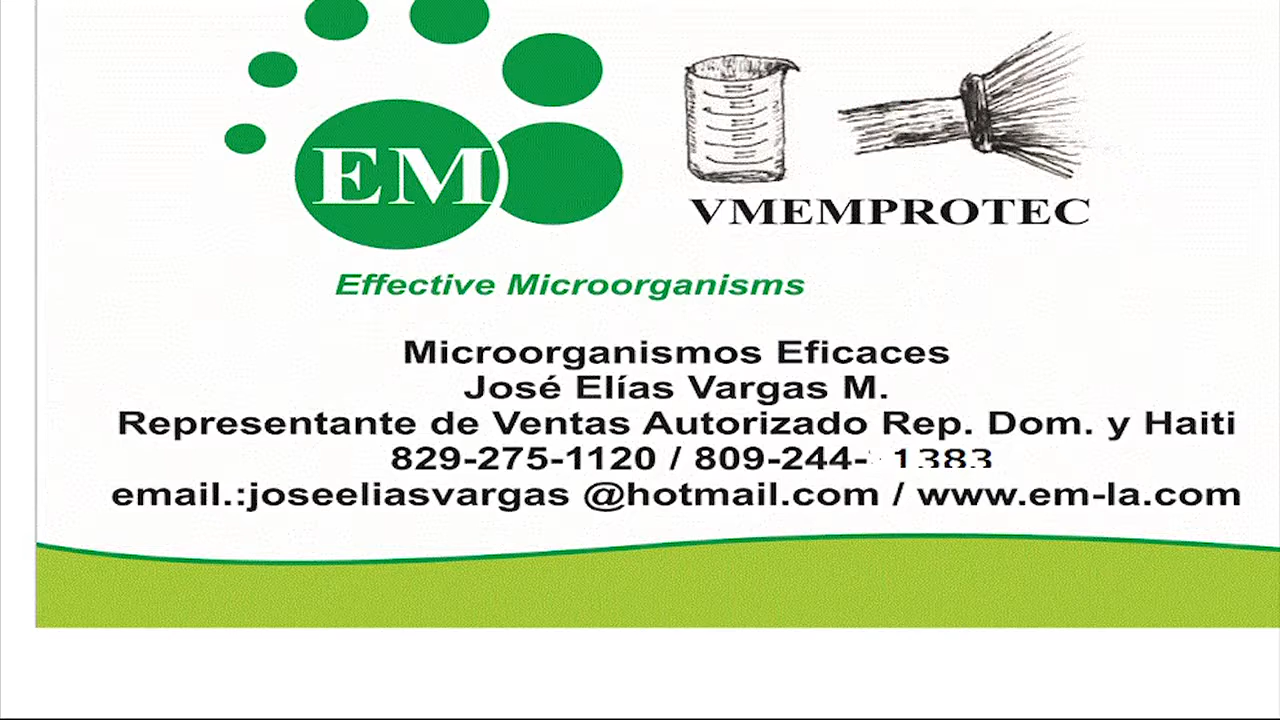 EM
VMEMPROTEC
Effective Microorganisms
Microorganismos Eficaces
José Elías Vargas M.
Representante de Ventas Autorizado Rep. Dom. y Haiti
829-275-1120 / 809-244- 1383
email.:joseeliasvargas @hotmail.com / www.em-la.com